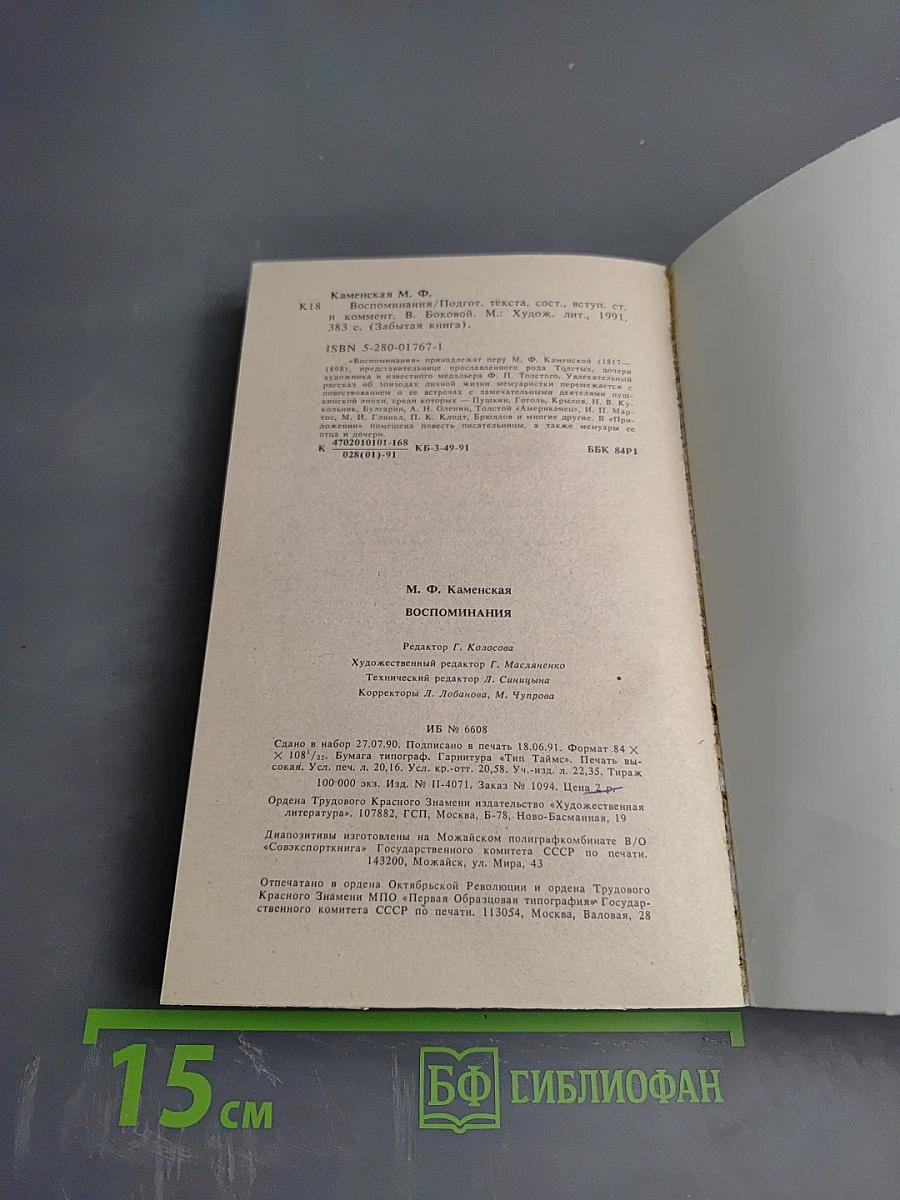 Каменская М. Ф.
К18 Воспоминания/Подгот. текста, сост., вступ. ст.
и коммент. В. Боковой. М.: Худож. лит., 1991.
383 с. (Забытая книга).
ISBN 5-280-01767-1
«Воспоминания» принадлежат перу М. Ф. Каменской (1817—
1898), представительнице прославленного рода Толстых, дочери
художника и известного медальера Ф. П. Толстого. Увлекательный
рассказ об эпизодах личной жизни мемуаристки перемежается с
повествованием о ее встречах с замечательными деятелями пуш-
кинской эпохи, среди которых — Пушкин, Гоголь, Крылов, Н. В. Ку-
кольник, Булгарин, А. Н. Оленин, Толстой «Американец», И. П. Мар-
тос, М. И. Глинка, П. К. Клодт, Брюллов и многие другие. В «При-
ложении» помещена повесть писательницы, а также мемуары ее
отца и дочери.
К 4702010101-168 КБ-3-49-91 ББК 84Р1
028(01)-91
М. Ф. Каменская
ВОСПОМИНАНИЯ
Редактор Г. Колосова
Художественный редактор Г. Масляненко
Технический редактор Л. Синицына
Корректоры Л. Лобанова, М. Чупрова
ИБ № 6608
Сдано в набор 27.07.90. Подписано в печать 18.06.91. Формат 84 ×
× 108¹/₃₂. Бумага типограф. Гарнитура «Тип Таймс». Печать вы-
сокая. Усл. печ. л. 20,16. Усл. кр.-отт. 20,58. Уч.-изд. л. 22,35. Тираж
100 000 экз. Изд. № II-4071. Заказ № 1094. Цена 2 р.
Ордена Трудового Красного Знамени издательство «Художественная
литература». 107882, ГСП, Москва, Б-78, Ново-Басманная, 19
Диапозитивы изготовлены на Можайском полиграфкомбинате В/О
«Совэкспорткнига» Государственного комитета СССР по печати.
143200, Можайск, ул. Мира, 43
Отпечатано в ордена Октябрьской Революции и ордена Трудового
Красного Знамени МПО «Первая Образцовая типография» Государ-
ственного комитета СССР по печати. 113054, Москва, Валовая, 28
15 см
БФ БИБЛИОФАН